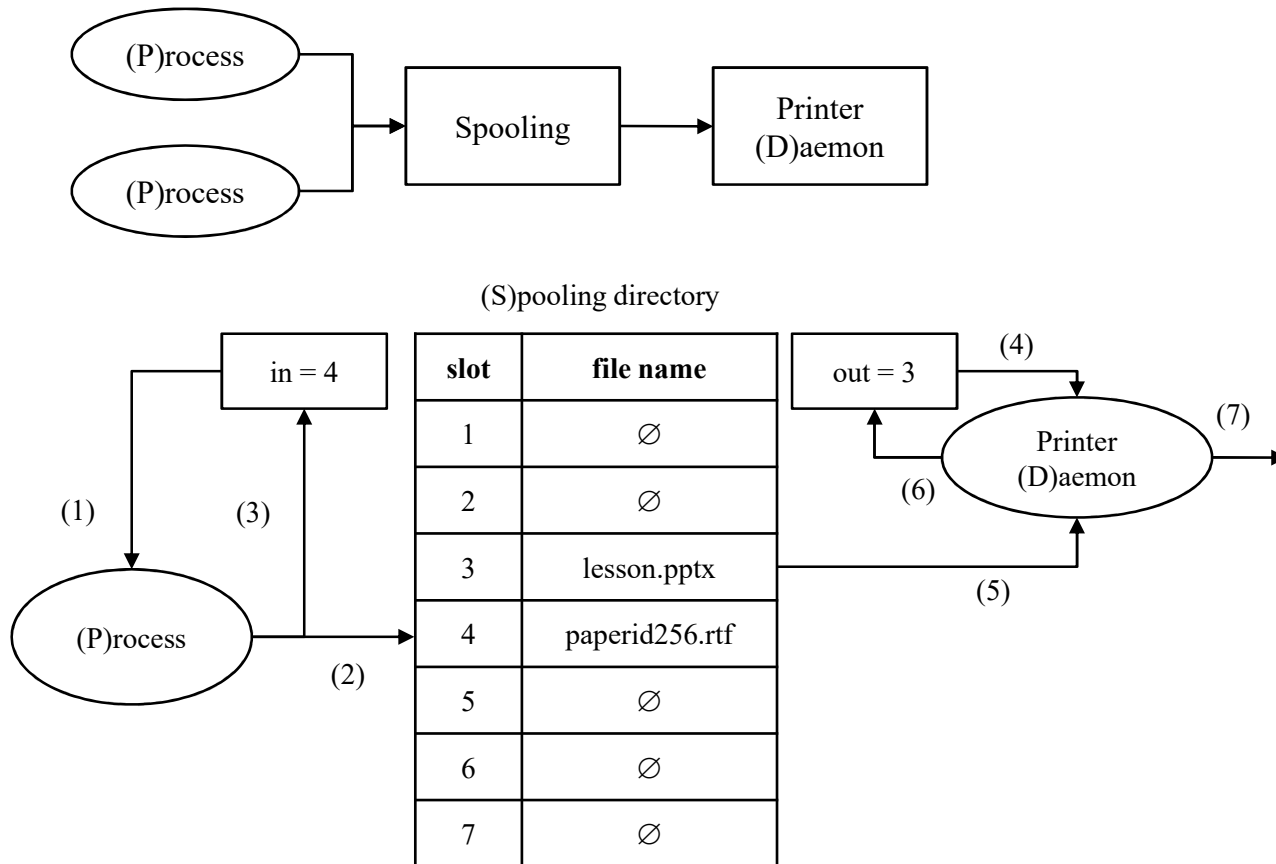 (P)rocess
(P)rocess
Spooling
Printer
(D)aemon
(S)pooling directory
in = 4
slot file name
out = 3
(4)
1 ∅
(7)
Printer
(D)aemon
2 ∅
(6)
(1)
(3)
3 lesson.pptx
(5)
(P)rocess
4 paperid256.rtf
(2)
5 ∅
6 ∅
7 ∅